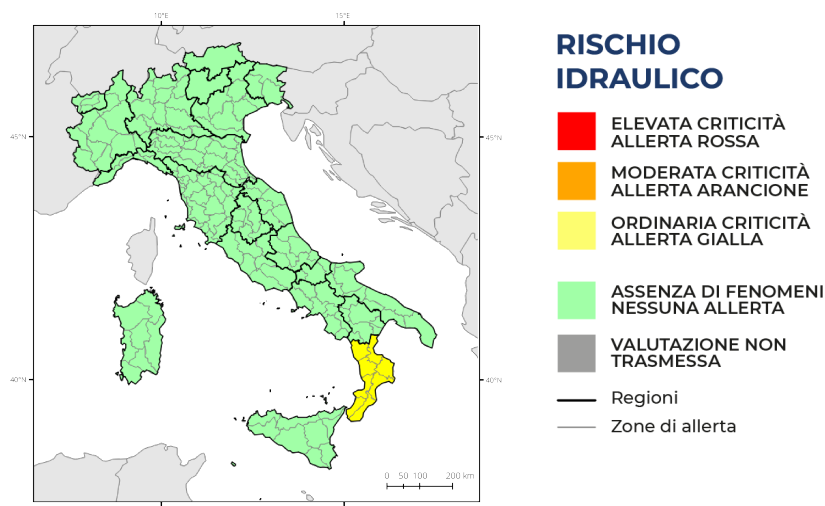 10°E 15°E
45°N 45°N
40°N 40°N
0 50 100 200 km
RISCHIO
IDRAULICO
ELEVATA CRITICITÀ
ALLERTA ROSSA
MODERATA CRITICITÀ
ALLERTA ARANCIONE
ORDINARIA CRITICITÀ
ALLERTA GIALLA
ASSENZA DI FENOMENI
NESSUNA ALLERTA
VALUTAZIONE NON
TRASMESSA
Regioni
Zone di allerta